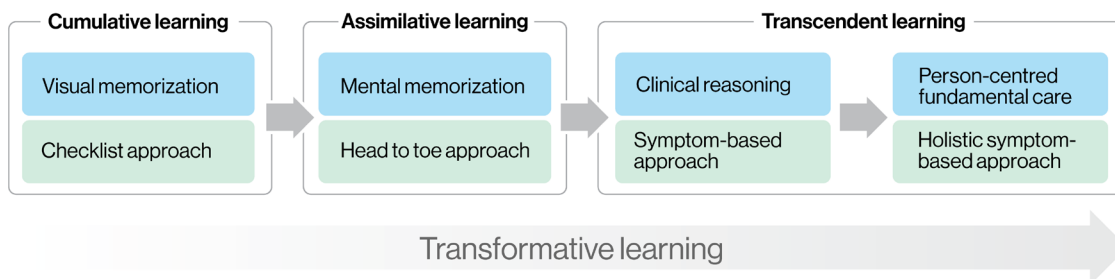 Cumulative learning
Visual memorization
Checklist approach
Assimilative learning
Mental memorization
Head to toe approach
Transcendent learning
Clinical reasoning
Symptom-based
approach
Person-centred
fundamental care
Holistic symptom-
based approach
Transformative learning